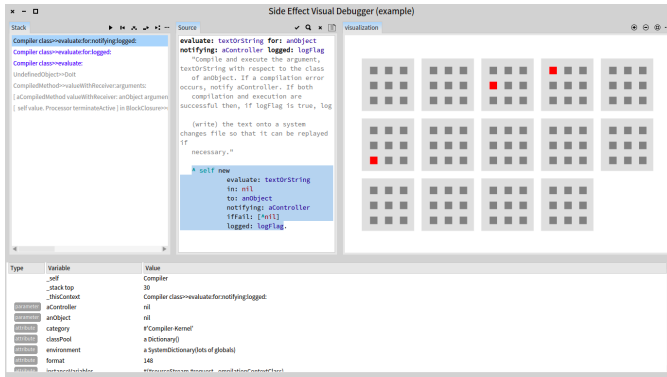 Side Effect Visual Debugger (example)
Stack
Compiler class>>evaluate:for:notifying:logged:
Compiler class>>evaluate:for:logged:
Compiler class>>evaluate:
UndefinedObject>>DoIt
CompiledMethod>>valueWithReceiver:arguments:
[ aCompiledMethod valueWithReceiver: anObject argumen
[ self value. Processor terminateActive ] in BlockClosure>>
Source
evaluate: textOrString for: anObject
notifying: aController logged: logFlag
"Compile and execute the argument,
textOrString with respect to the class
of anObject. If a compilation error
occurs, notify aController. If both
compilation and execution are
successful then, if logFlag is true, log
(write) the text onto a system
changes file so that it can be replayed
if
necessary."
^ self new
evaluate: textOrString
in: nil
to: anObject
notifying: aController
ifFail: [^nil]
logged: logFlag.
visualization
Type Variable Value
_self Compiler
_stack top 30
_thisContext Compiler class>>evaluate:for:notifying:logged:
parameter aController nil
parameter anObject nil
attribute category #'Compiler-Kernel'
attribute classPool a Dictionary()
attribute environment a SystemDictionary(lots of globals)
attribute format 148
attribute instanceVariables